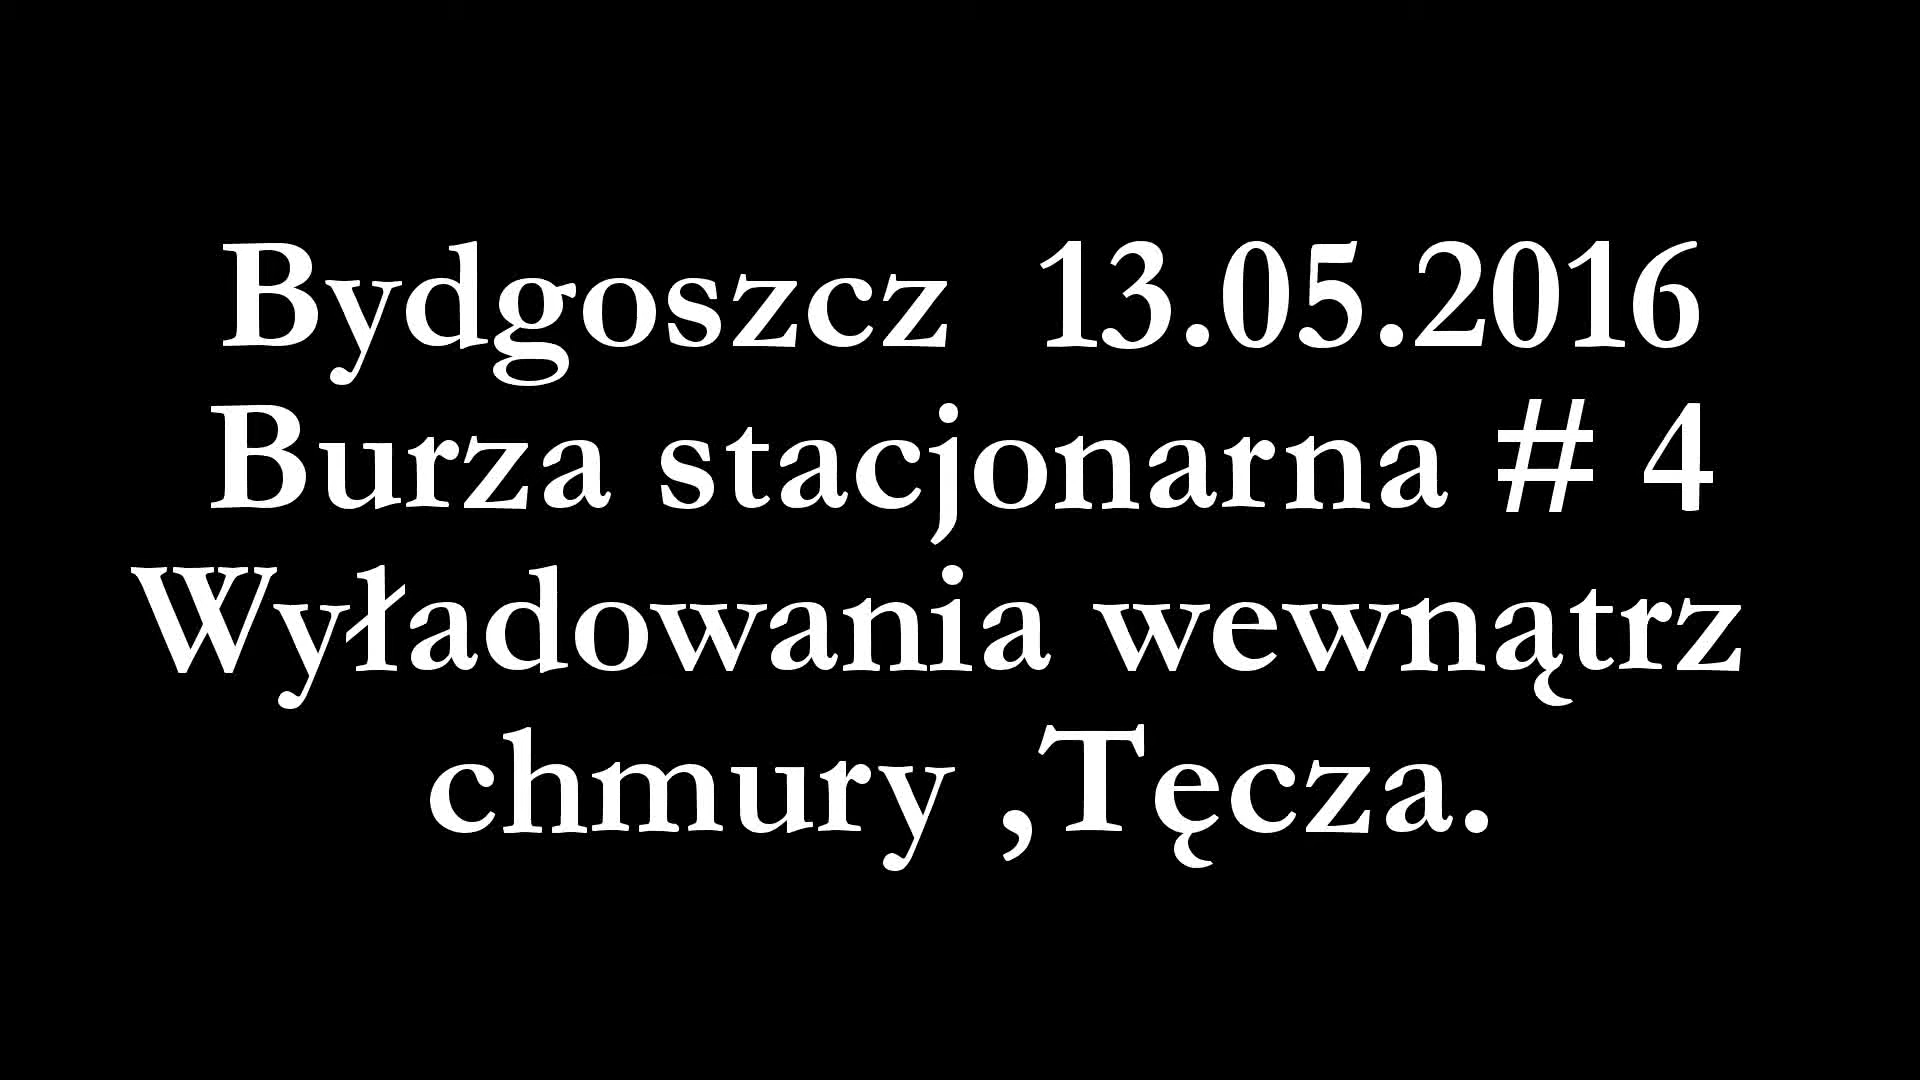 Bydgoszcz  13.05.2016
Burza stacjonarna # 4
Wyładowania wewnątrz
chmury ,Tęcza.